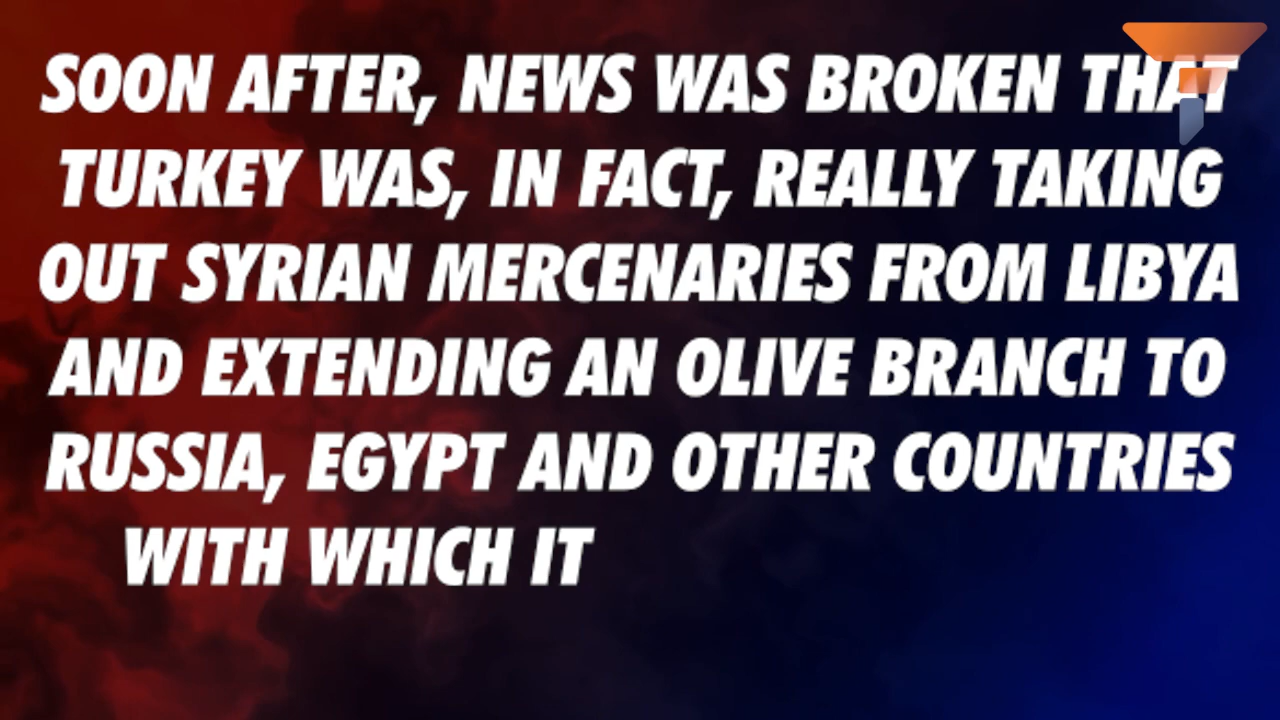 SOON AFTER, NEWS WAS BROKEN THAT
TURKEY WAS, IN FACT, REALLY TAKING
OUT SYRIAN MERCENARIES FROM LIBYA
AND EXTENDING AN OLIVE BRANCH TO
RUSSIA, EGYPT AND OTHER COUNTRIES
WITH WHICH IT